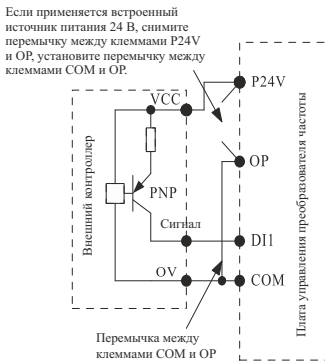 Если применяется встроенный
источник питания 24 В, снимите
перемычку между клеммами P24V
и OP, установите перемычку между
клеммами COM и OP.
VCC
P24V
OP
PNP
Сигнал
DI1
OV
COM
Внешний контроллер
Плата управления преобразователя частоты
Перемычка между
клеммами COM и OP